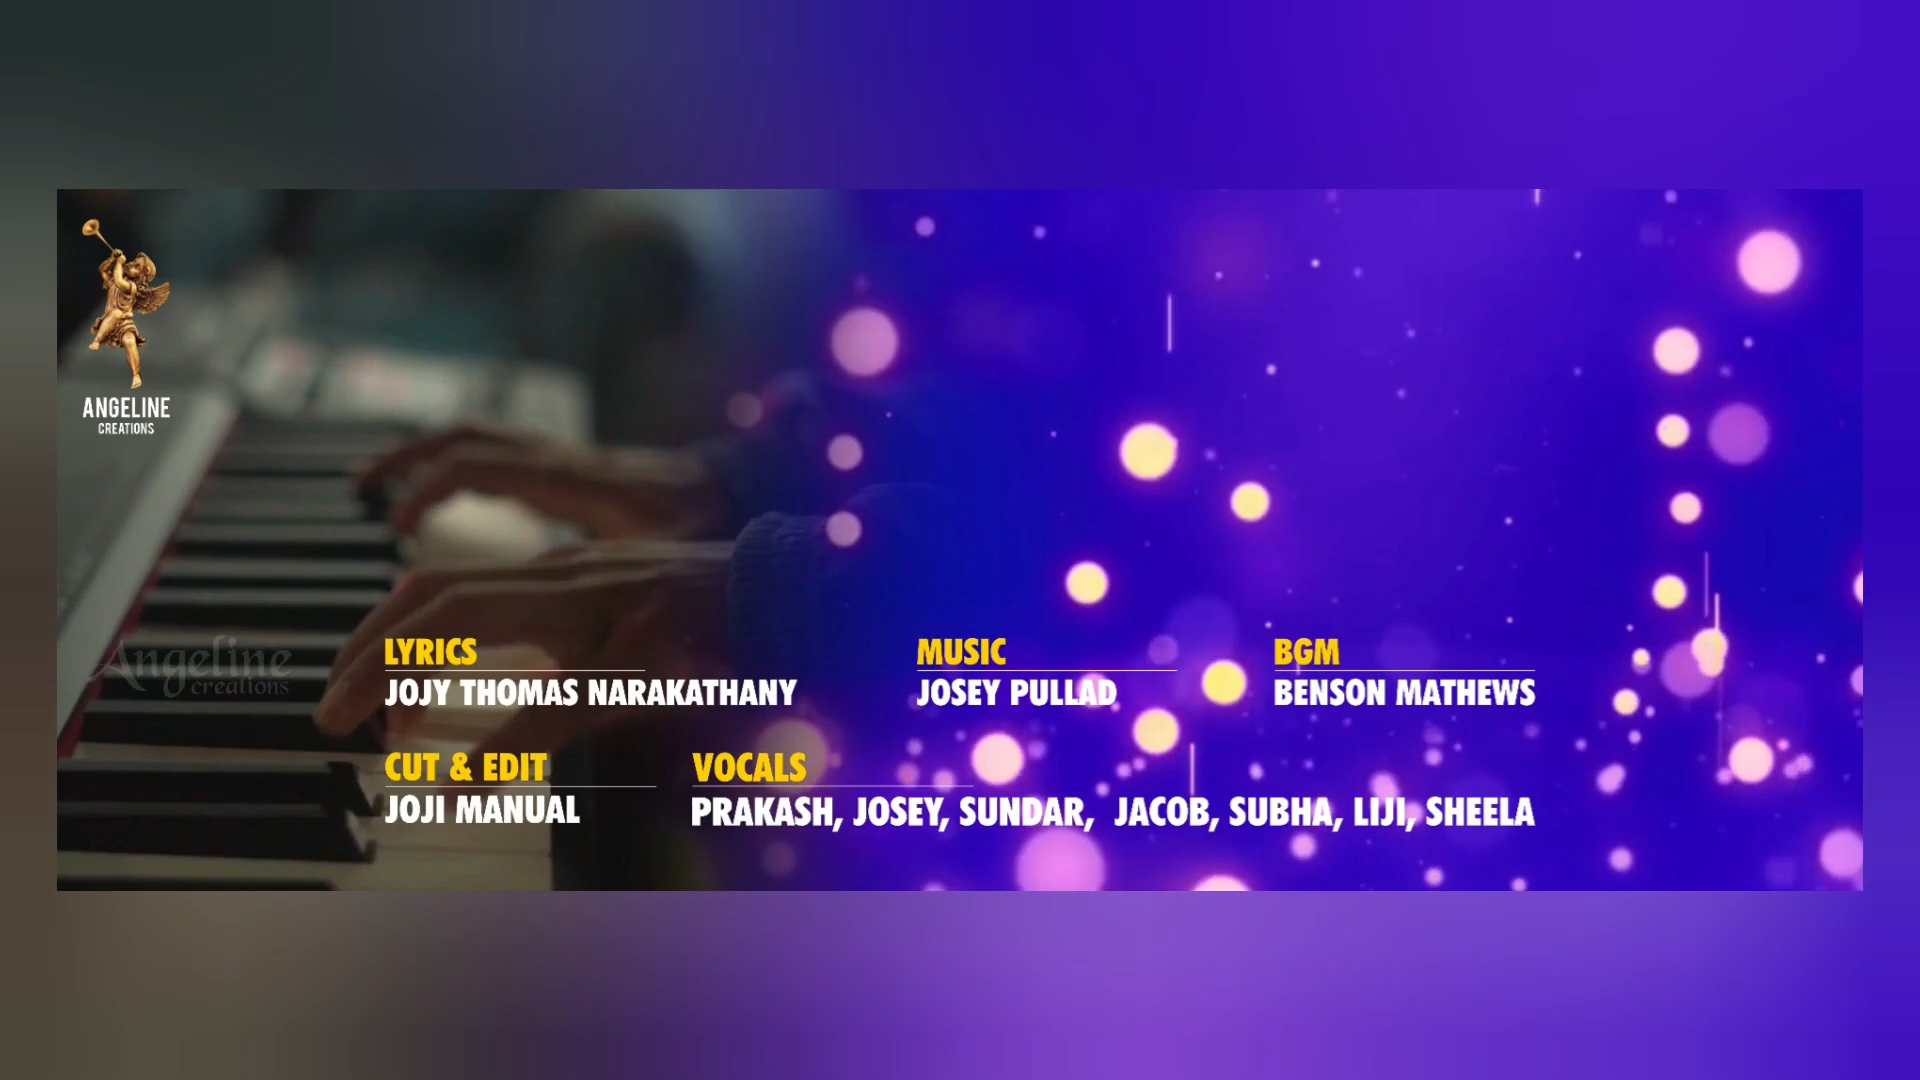 ANGELINE
CREATIONS
Angeline
creations
LYRICS
JOJY THOMAS NARAKATHANY
MUSIC
JOSEY PULLAD
BGM
BENSON MATHEWS
CUT & EDIT
JOJI MANUAL
VOCALS
PRAKASH, JOSEY, SUNDAR, JACOB, SUBHA, LIJI, SHEELA